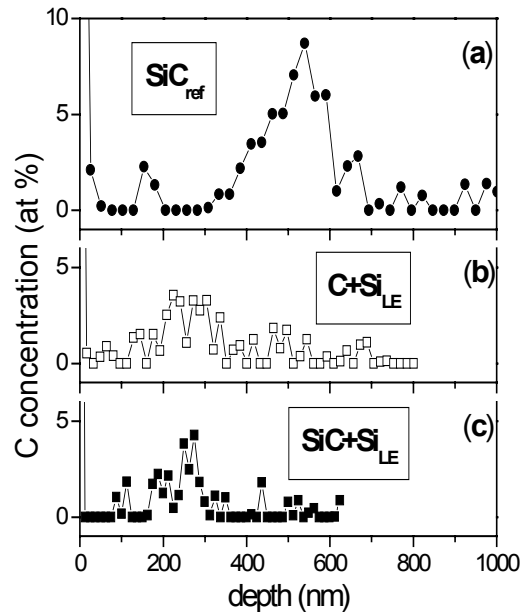 10
5
0
SiC_ref
(a)
5
0
C+Si_LE
(b)
5
0
SiC+Si_LE
(c)
0 200 400 600 800 1000
depth (nm)
C concentration (at %)